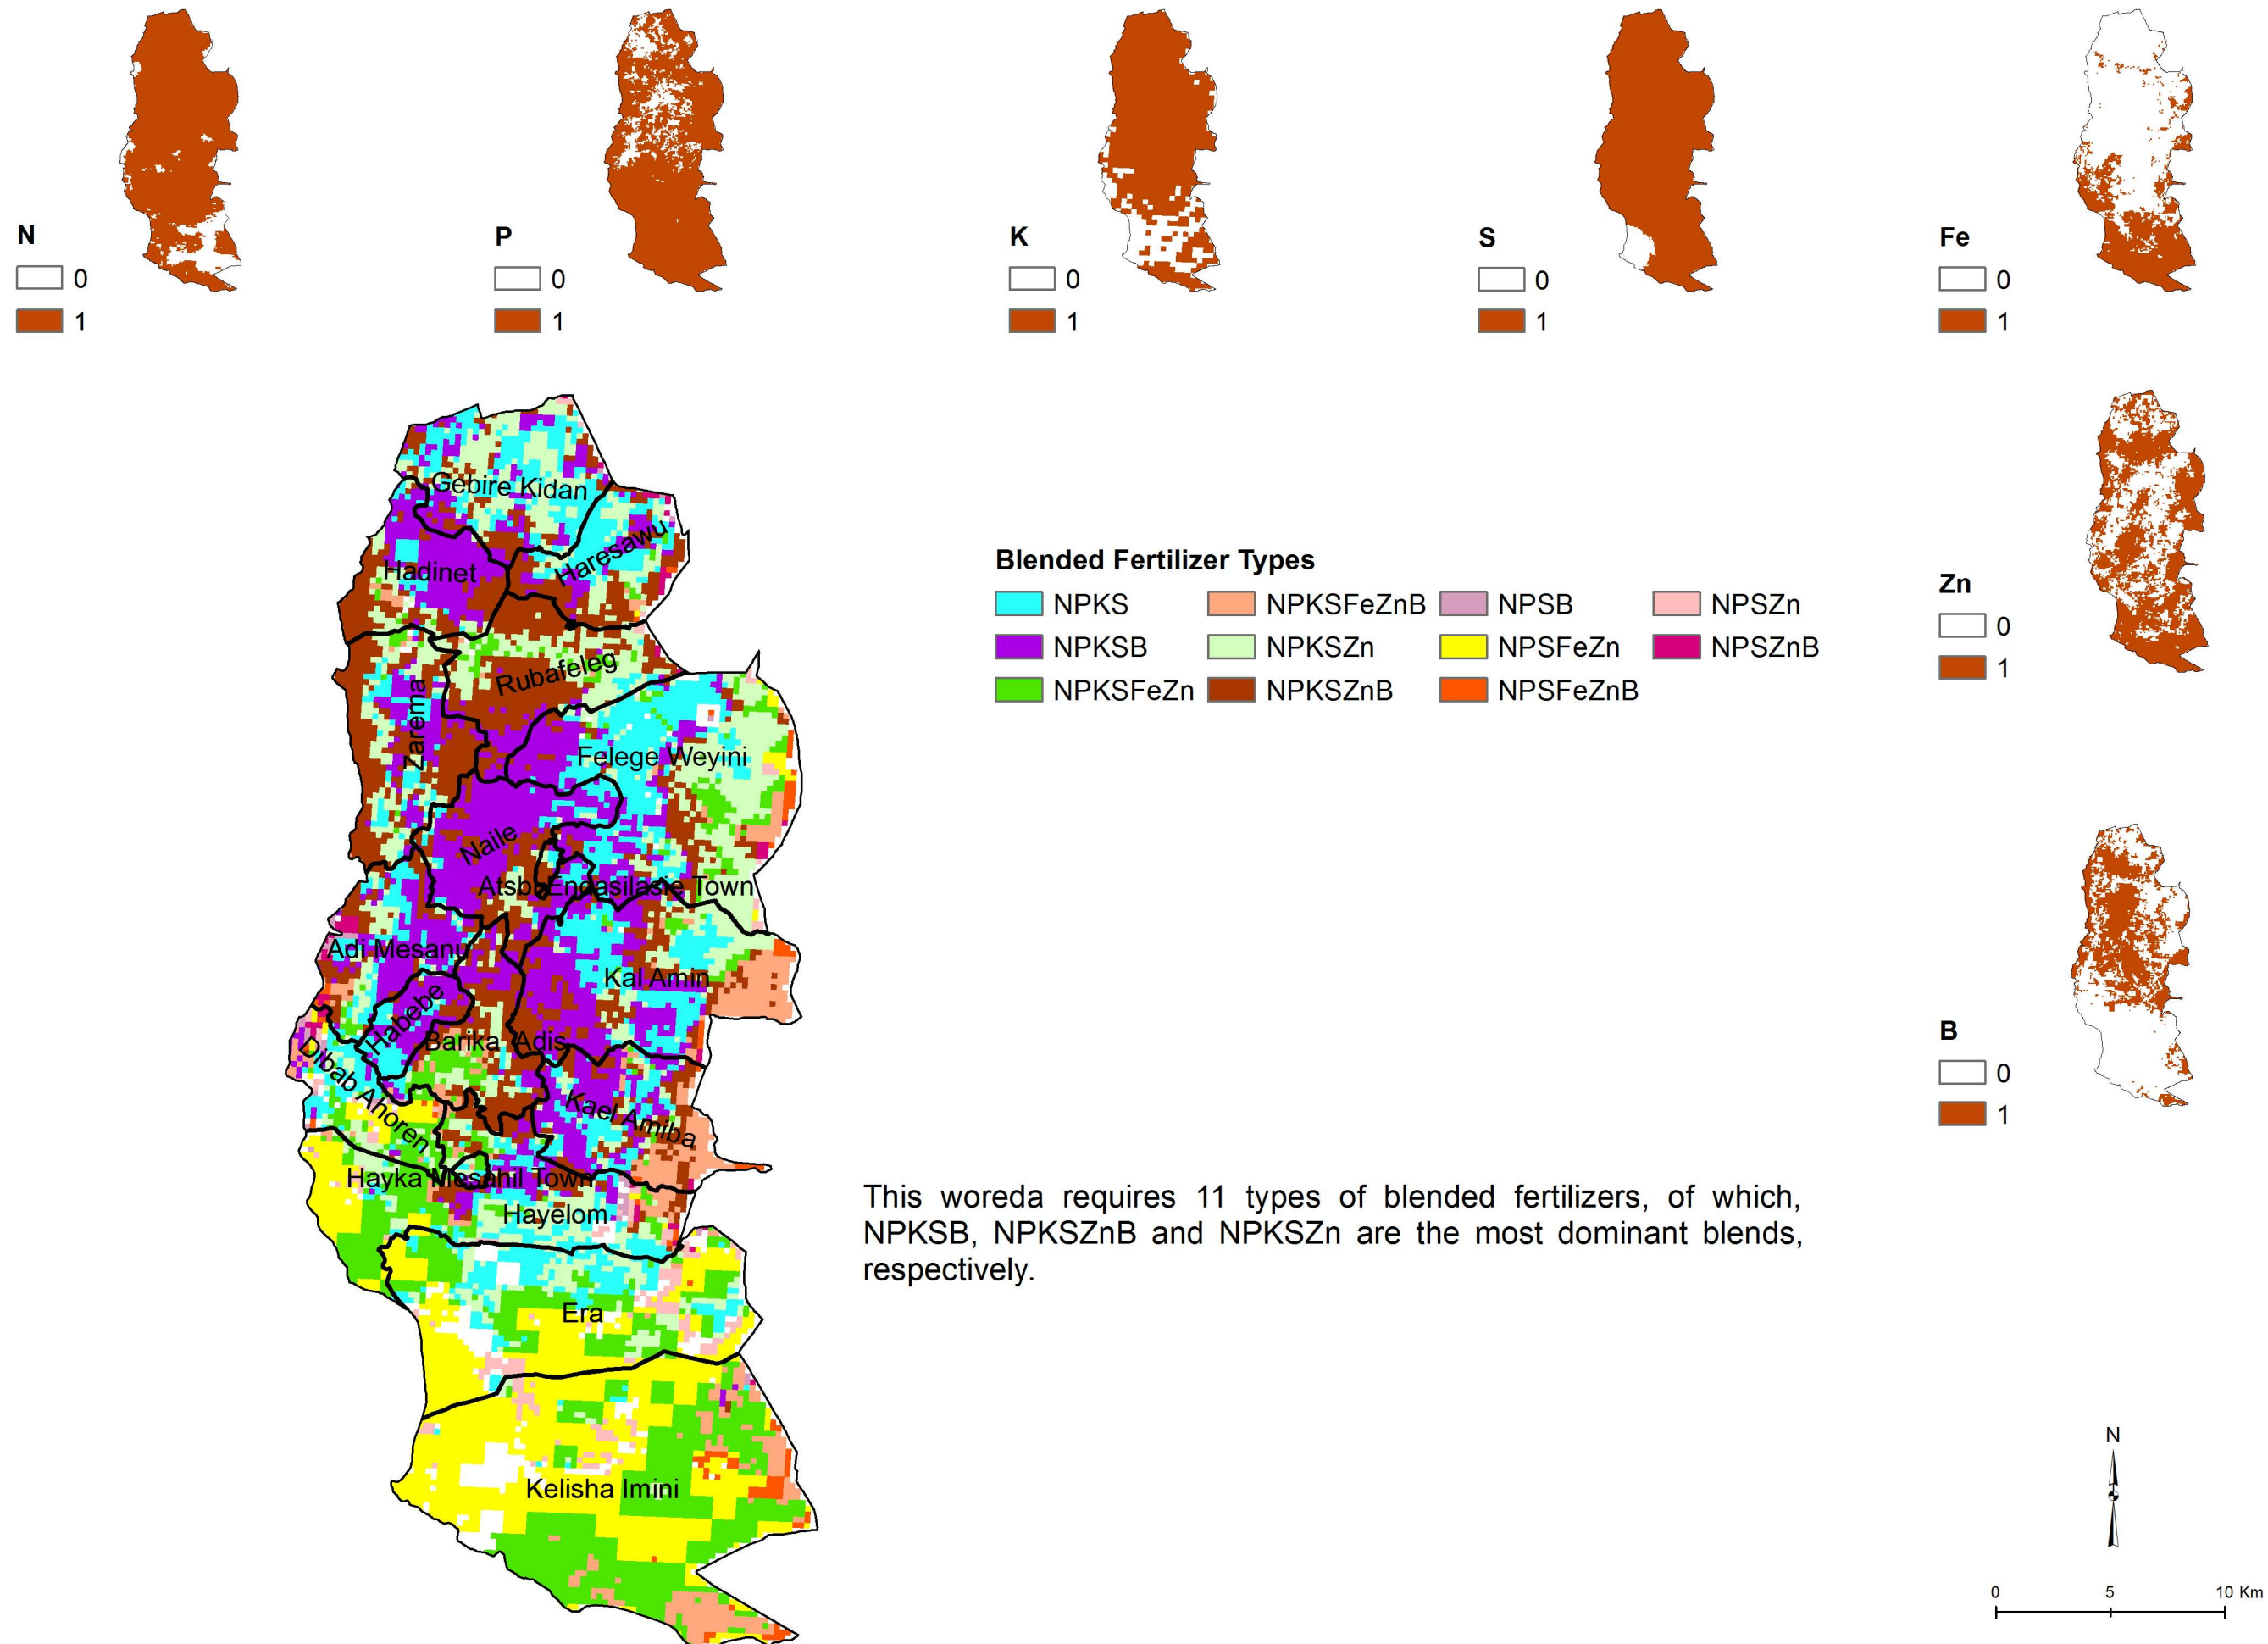 N
0
1
P
0
1
K
0
1
S
0
1
Fe
0
1
Zn
0
1
B
0
1
Gebire Kidan
Haresawu
Hadinet
Rubafeleg
Zarema
Felege Weyini
Naile
Atsbi Endasilasie Town
Adi Mesanu
Kal Amin
Habebe
Barika Adis
Dibab Ahoren
Kael Amiba
Hayka Mesahil Town
Hayelom
Era
Kelisha Imini
Blended Fertilizer Types
NPKS NPKSFeZnB NPSB NPSZn
NPKSB NPKSZn NPSFeZn NPSZnB
NPKSFeZn NPKSZnB NPSFeZnB
This woreda requires 11 types of blended fertilizers, of which,
NPKSB, NPKSZnB and NPKSZn are the most dominant blends,
respectively.
N
0 5 10 Km